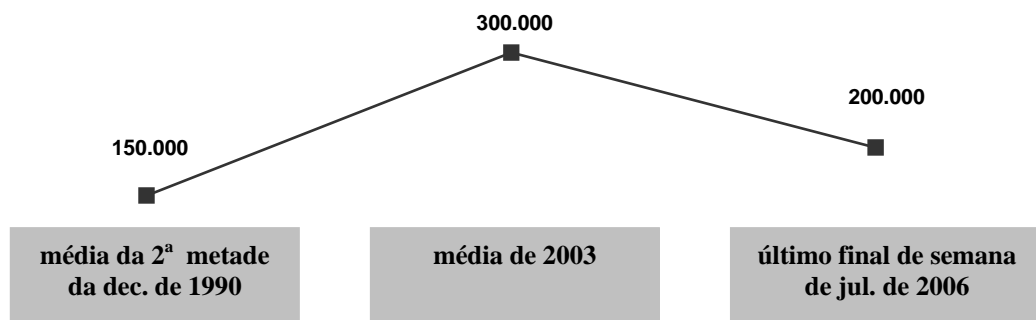 300.000
200.000
150.000
média da 2ª metade
da dec. de 1990
média de 2003
último final de semana
de jul. de 2006